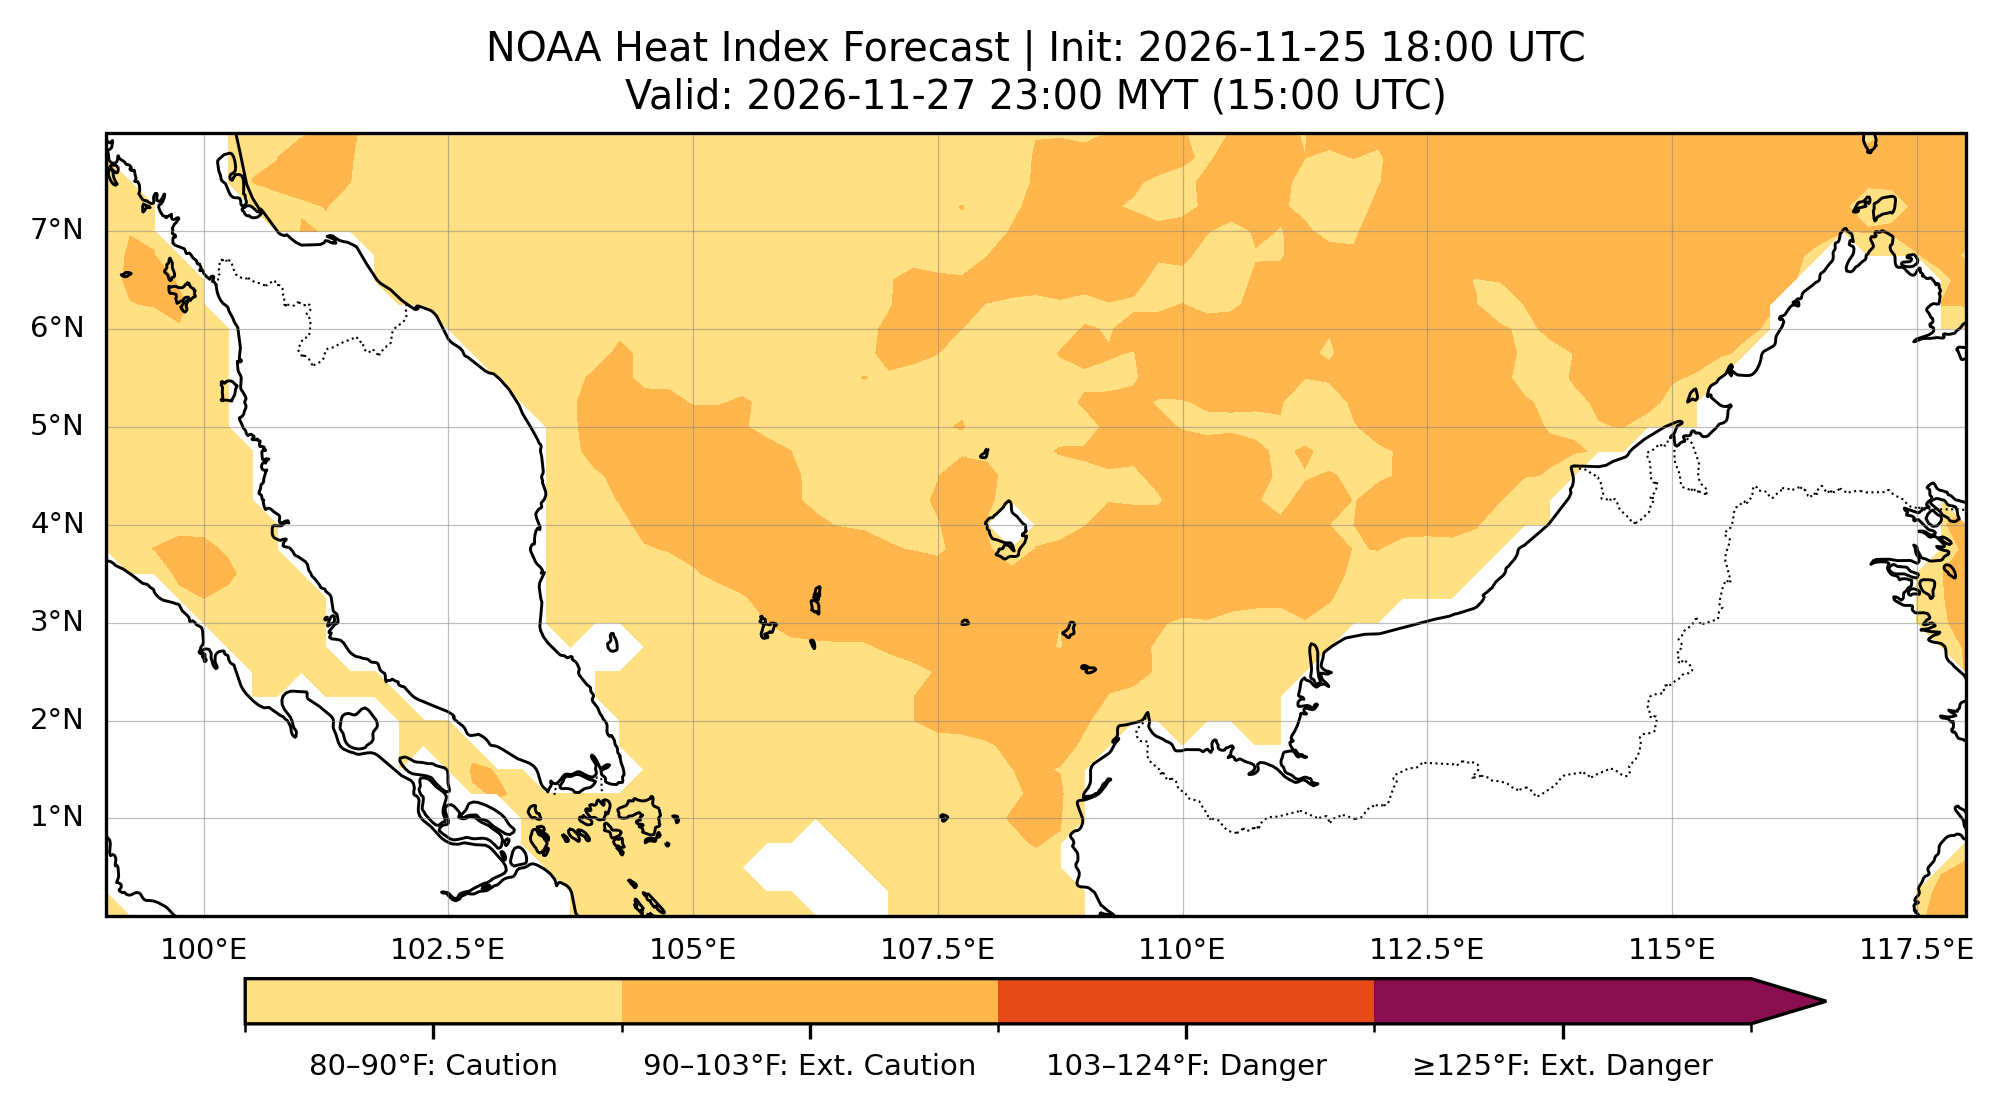 NOAA Heat Index Forecast | Init: 2026-11-25 18:00 UTC
Valid: 2026-11-27 23:00 MYT (15:00 UTC)
7°N
6°N
5°N
4°N
3°N
2°N
1°N
100°E 102.5°E 105°E 107.5°E 110°E 112.5°E 115°E 117.5°E
80–90°F: Caution 90–103°F: Ext. Caution 103–124°F: Danger ≥125°F: Ext. Danger